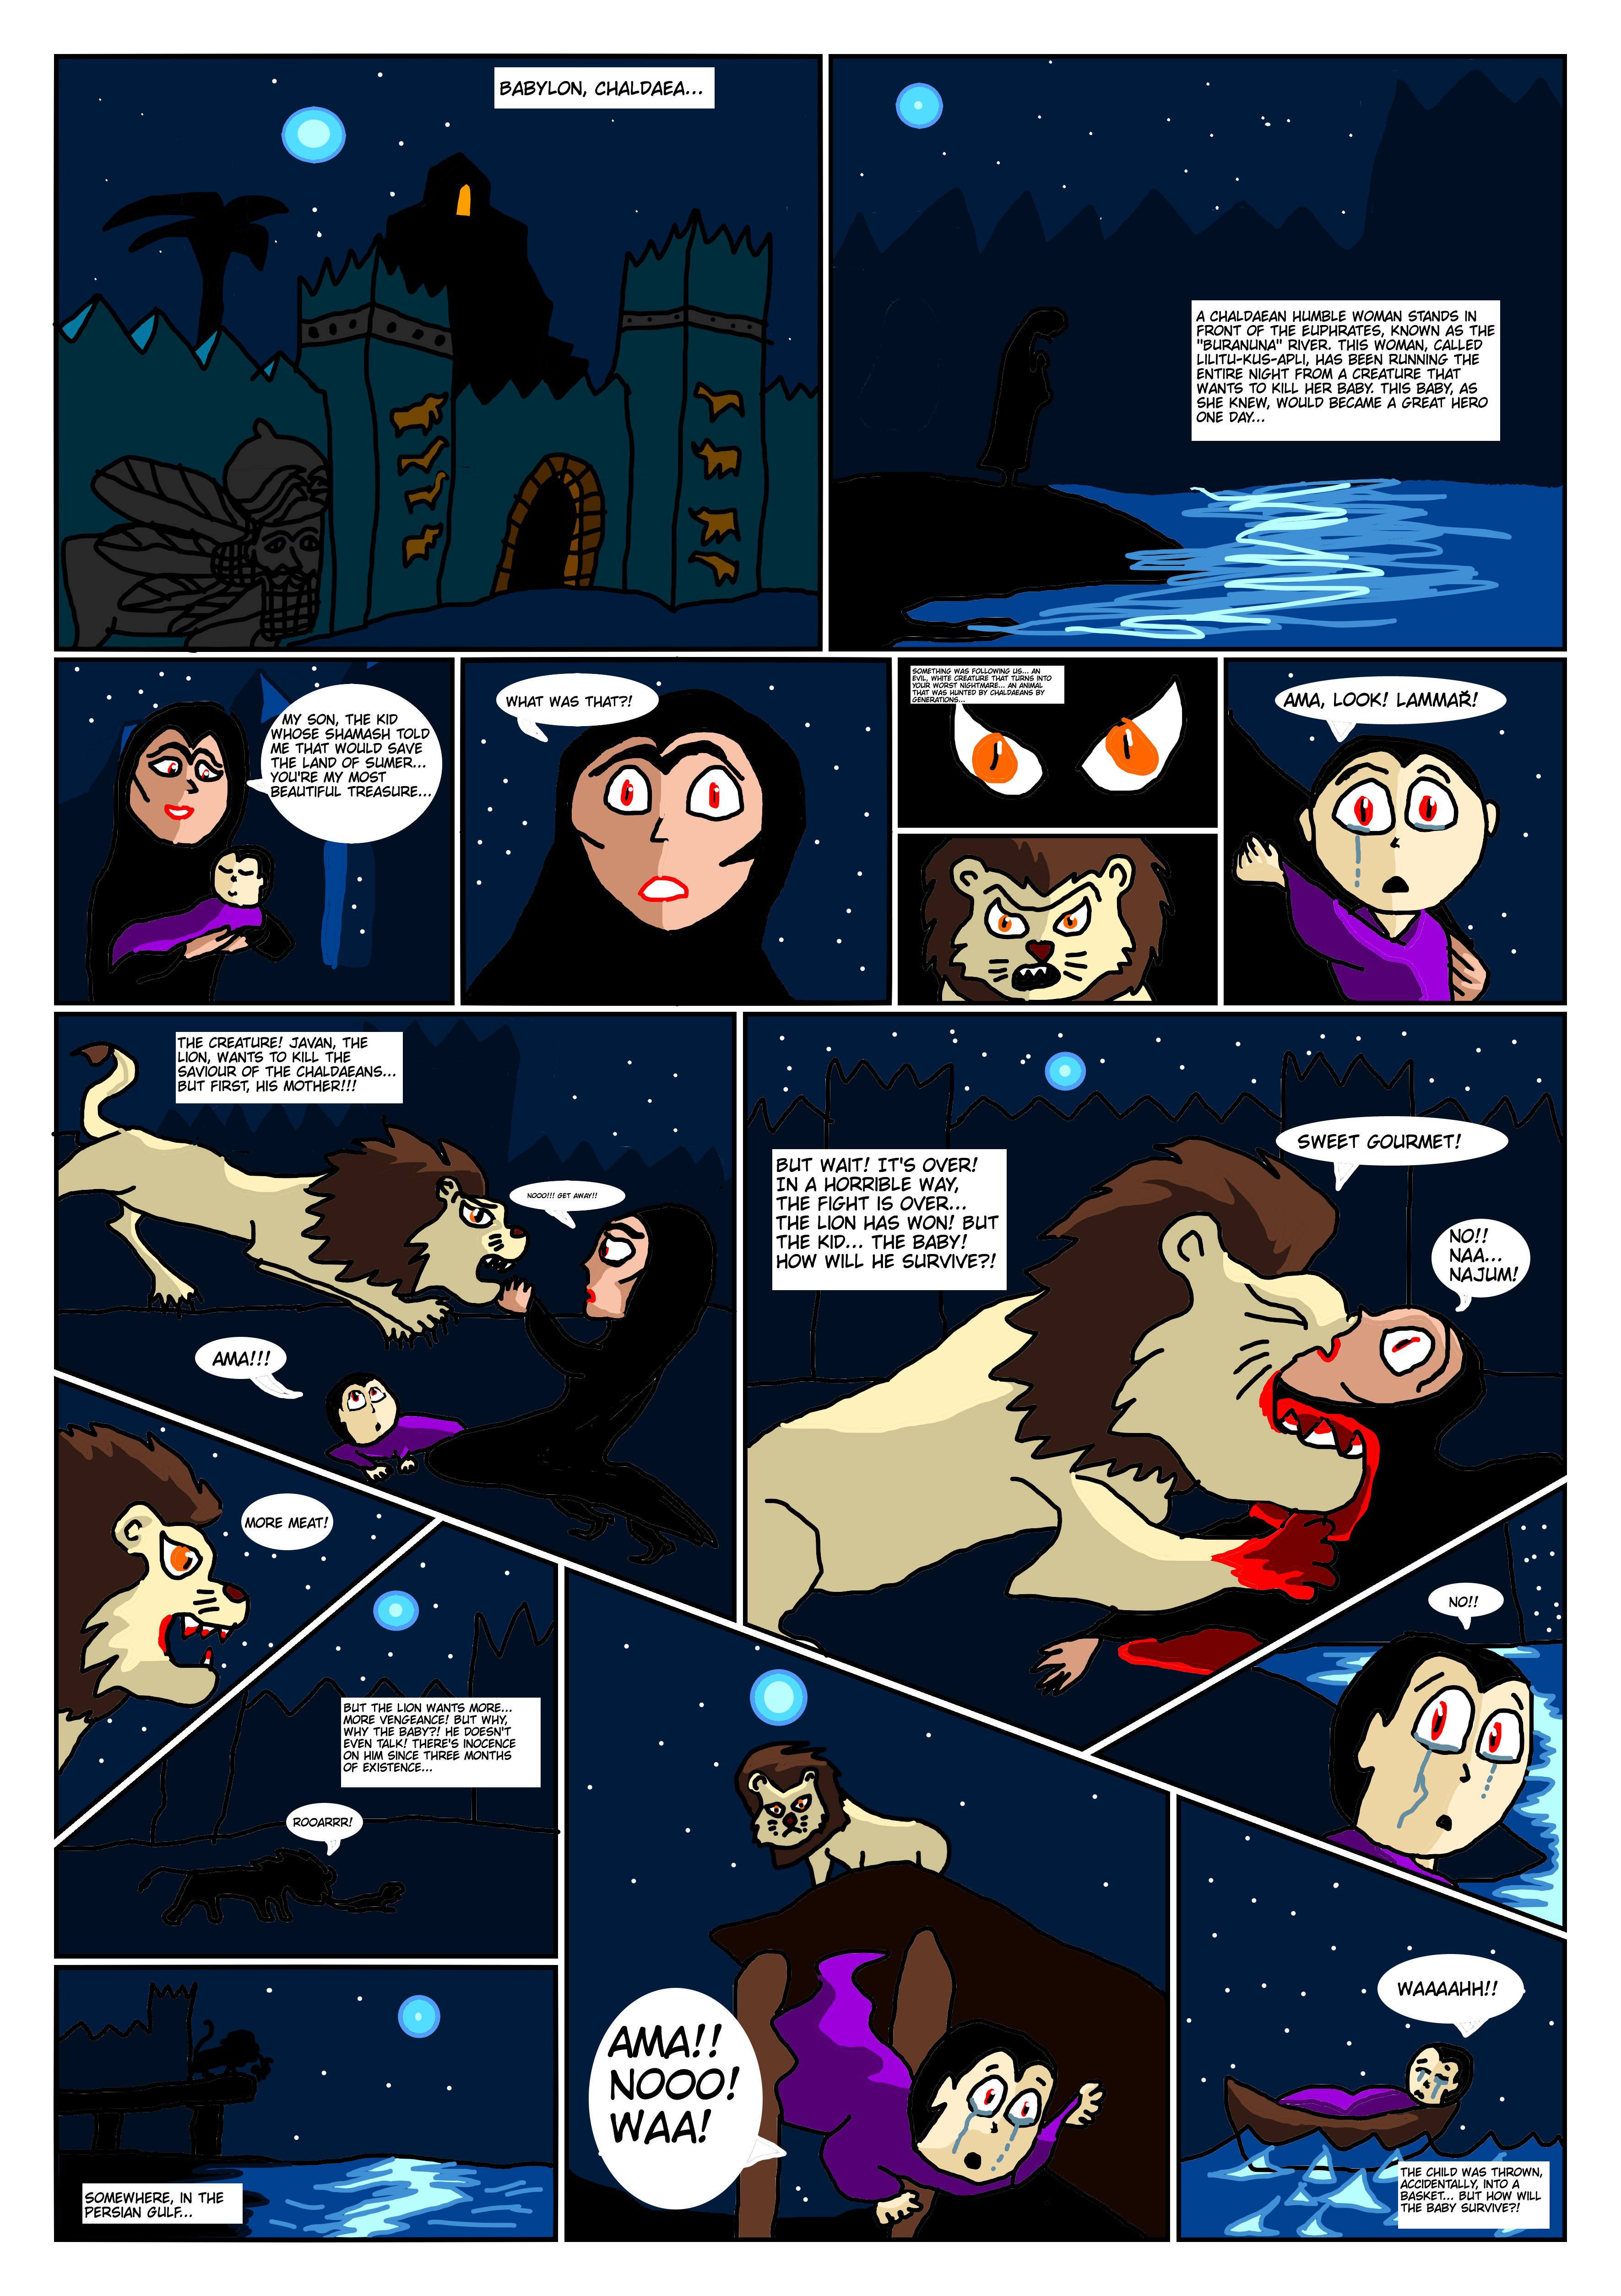 BABYLON, CHALDAEA...
A CHALDAEAN HUMBLE WOMAN STANDS IN
FRONT OF THE EUPHRATES, KNOWN AS THE
"BURANUNA" RIVER. THIS WOMAN, CALLED
LILITU-KUS-APLI, HAS BEEN RUNNING THE
ENTIRE NIGHT FROM A CREATURE THAT
WANTS TO KILL HER BABY. THIS BABY, AS
SHE KNEW, WOULD BECAME A GREAT HERO
ONE DAY...
MY SON, THE KID
WHOSE SHAMASH TOLD
ME THAT WOULD SAVE
THE LAND OF SUMER...
YOU'RE MY MOST
BEAUTIFUL TREASURE...
WHAT WAS THAT?!
SOMETHING WAS FOLLOWING US... AN
EVIL, WHITE CREATURE THAT TURNS INTO
YOUR WORST NIGHTMARE... AN ANIMAL
THAT WAS HUNTED BY CHALDAEANS BY
GENERATIONS...
AMA, LOOK! LAMMAŘ!
THE CREATURE! JAVAN, THE
LION, WANTS TO KILL THE
SAVIOUR OF THE CHALDAEANS...
BUT FIRST, HIS MOTHER!!!
NOOO!!! GET AWAY!!
AMA!!!
BUT WAIT! IT'S OVER!
IN A HORRIBLE WAY,
THE FIGHT IS OVER...
THE LION HAS WON! BUT
THE KID... THE BABY!
HOW WILL HE SURVIVE?!
SWEET GOURMET!
NO!!
NAA...
NAJUM!
MORE MEAT!
BUT THE LION WANTS MORE...
MORE VENGEANCE! BUT WHY,
WHY THE BABY?! HE DOESN'T
EVEN TALK! THERE'S INOCENCE
ON HIM SINCE THREE MONTHS
OF EXISTENCE...
ROOARRR!
NO!!
AMA!!
NOOO!
WAA!
WAAAAHH!!
THE CHILD WAS THROWN,
ACCIDENTALLY, INTO A
BASKET... BUT HOW WILL
THE BABY SURVIVE?!
SOMEWHERE, IN THE
PERSIAN GULF...